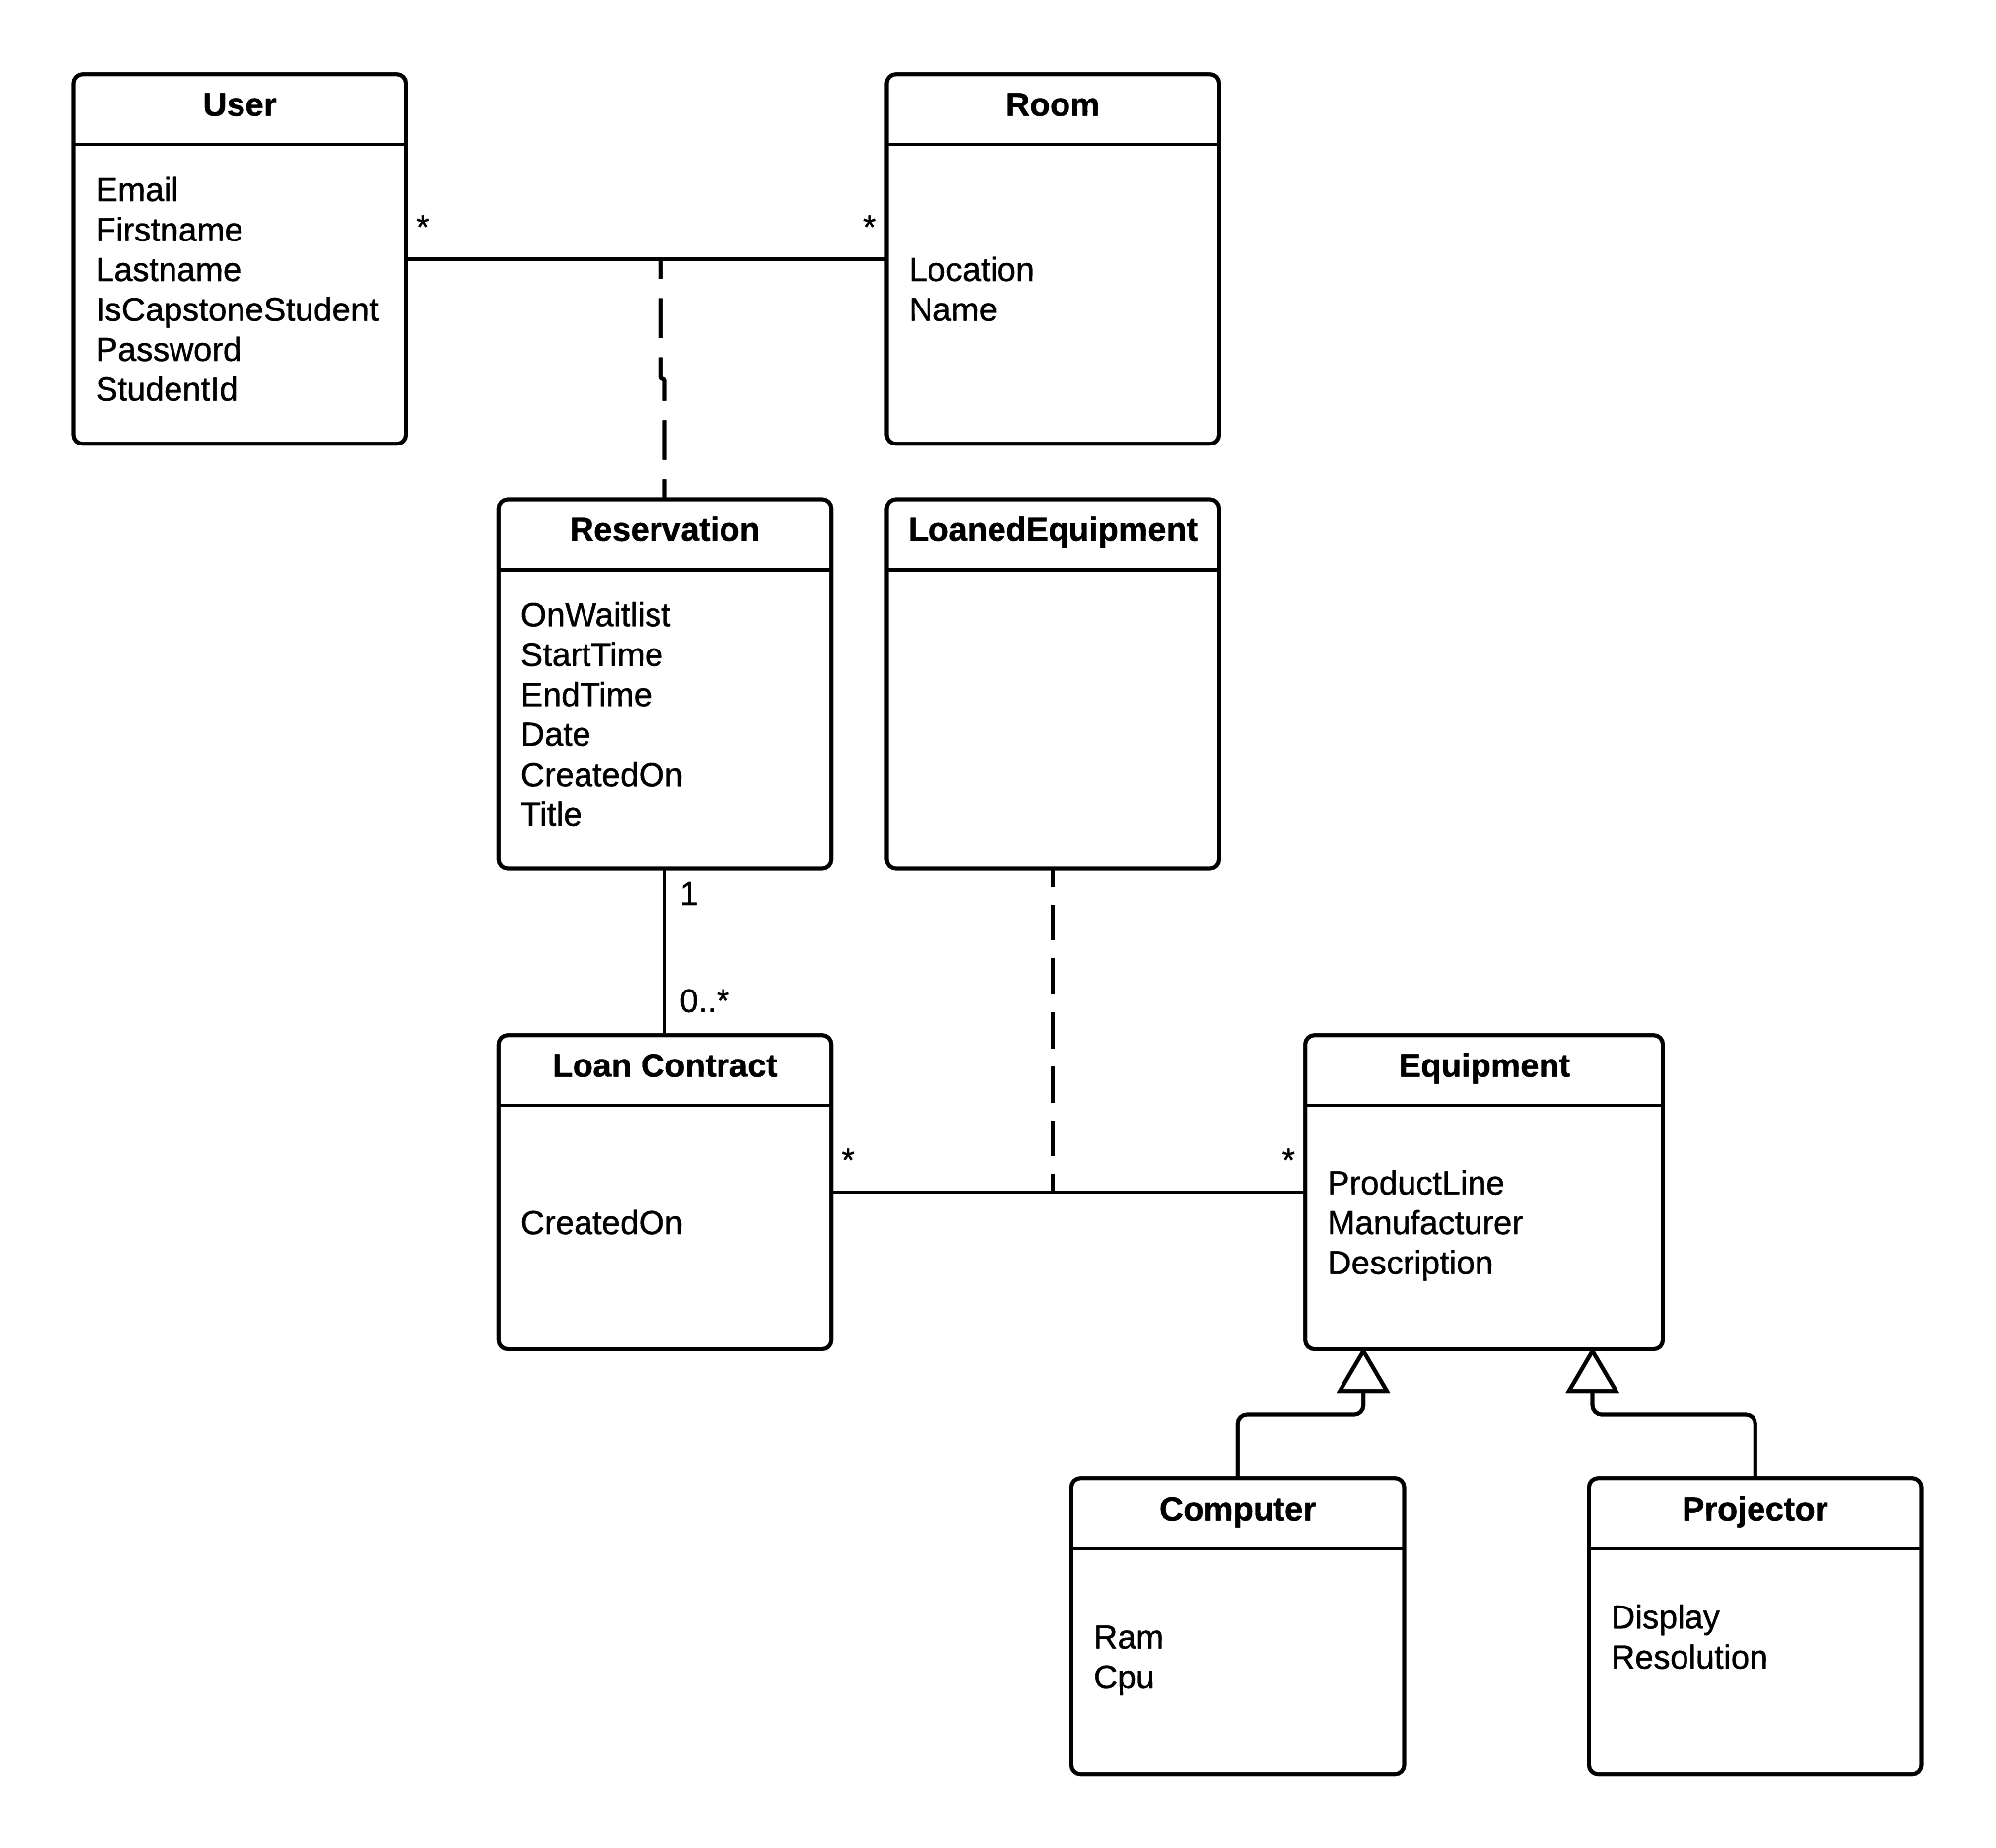 User
Email
Firstname
Lastname
IsCapstoneStudent
Password
StudentId
*
*
Room
Location
Name
Reservation
OnWaitlist
StartTime
EndTime
Date
CreatedOn
Title
LoanedEquipment
1
0..*
Loan Contract
CreatedOn
*
*
Equipment
ProductLine
Manufacturer
Description
Computer
Ram
Cpu
Projector
Display
Resolution